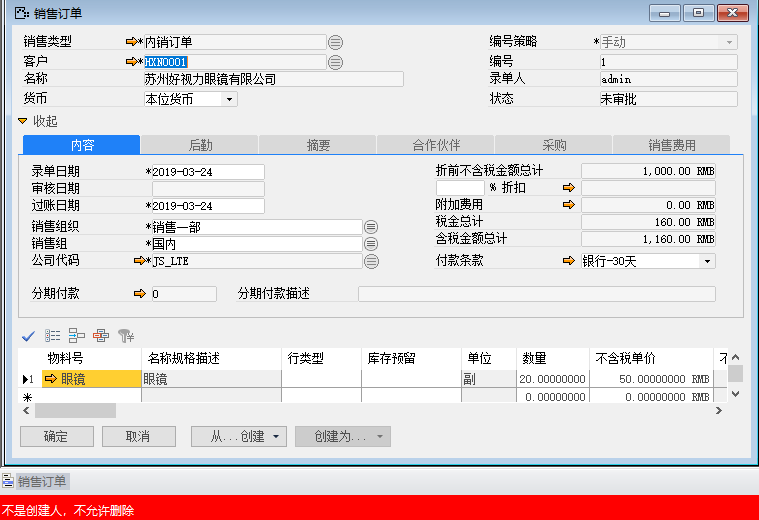 销售订单
销售类型 *内销订单 编号策略 *手动
客户 *HXN0001 编号 1
名称 苏州好视力眼镜有限公司 录单人 admin
货币 本位货币 状态 未审批
收起
内容 后勤 摘要 合作伙伴 采购 销售费用
录单日期 *2019-03-24 折前不含税金额总计 1,000.00 RMB
审核日期 % 折扣
过账日期 *2019-03-24 附加费用 0.00 RMB
税金总计 160.00 RMB
销售组织 *销售一部
销售组 *国内 含税金额总计 1,160.00 RMB
公司代码 *JS_LTE 付款条款 银行-30天
分期付款 0 分期付款描述
物料号 名称规格描述 行类型 库存预留 单位 数量 不含税单价
1 眼镜 眼镜 副 20.00000000 50.00000000 RMB
* 0.00000000 0.00000000 RMB
确定 取消 从...创建 创建为...
销售订单
不是创建人，不允许删除